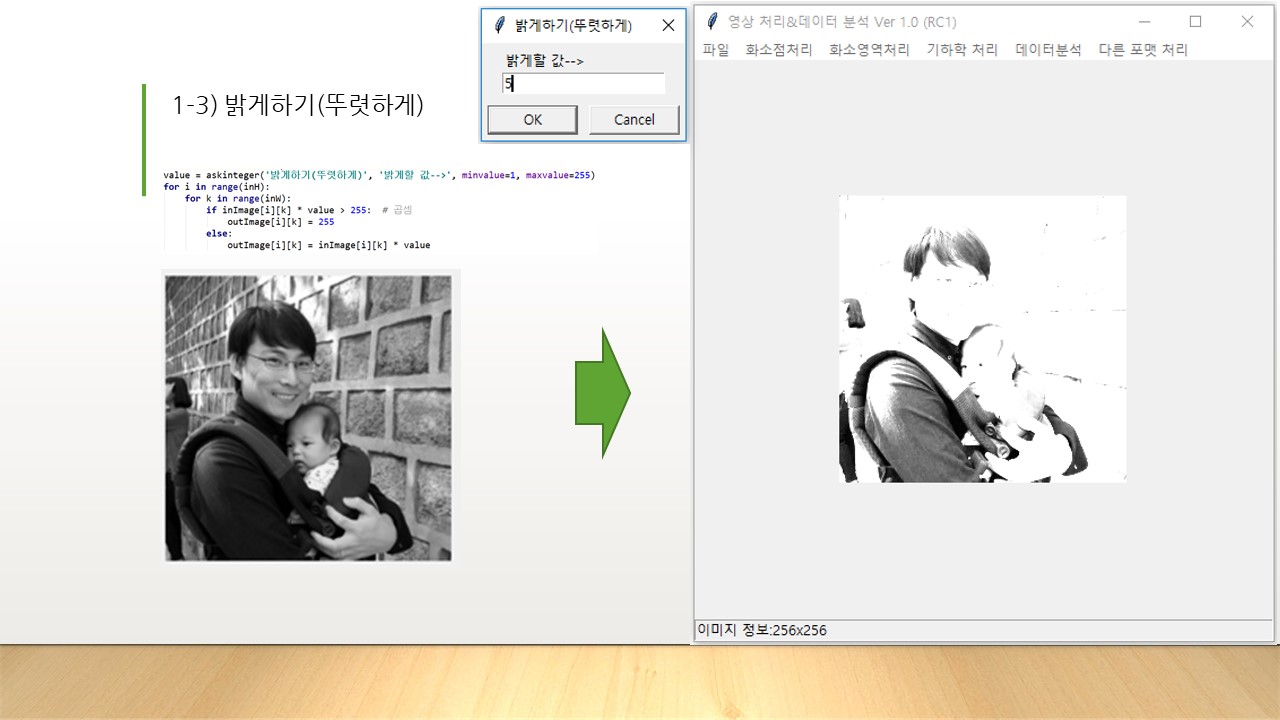 1-3) 밝게하기(뚜렷하게)
value = askinteger('밝게하기(뚜렷하게)', '밝게할 값-->', minvalue=1, maxvalue=255)
for i in range(inH):
    for k in range(inW):
        if inImage[i][k] * value > 255:  # 곱셈
            outImage[i][k] = 255
        else:
            outImage[i][k] = inImage[i][k] * value
밝게하기(뚜렷하게)
밝게할 값-->
5
OK
Cancel
영상 처리&데이터 분석 Ver 1.0 (RC1)
파일 화소점처리 화소영역처리 기하학 처리 데이터분석 다른 포맷 처리
이미지 정보:256x256